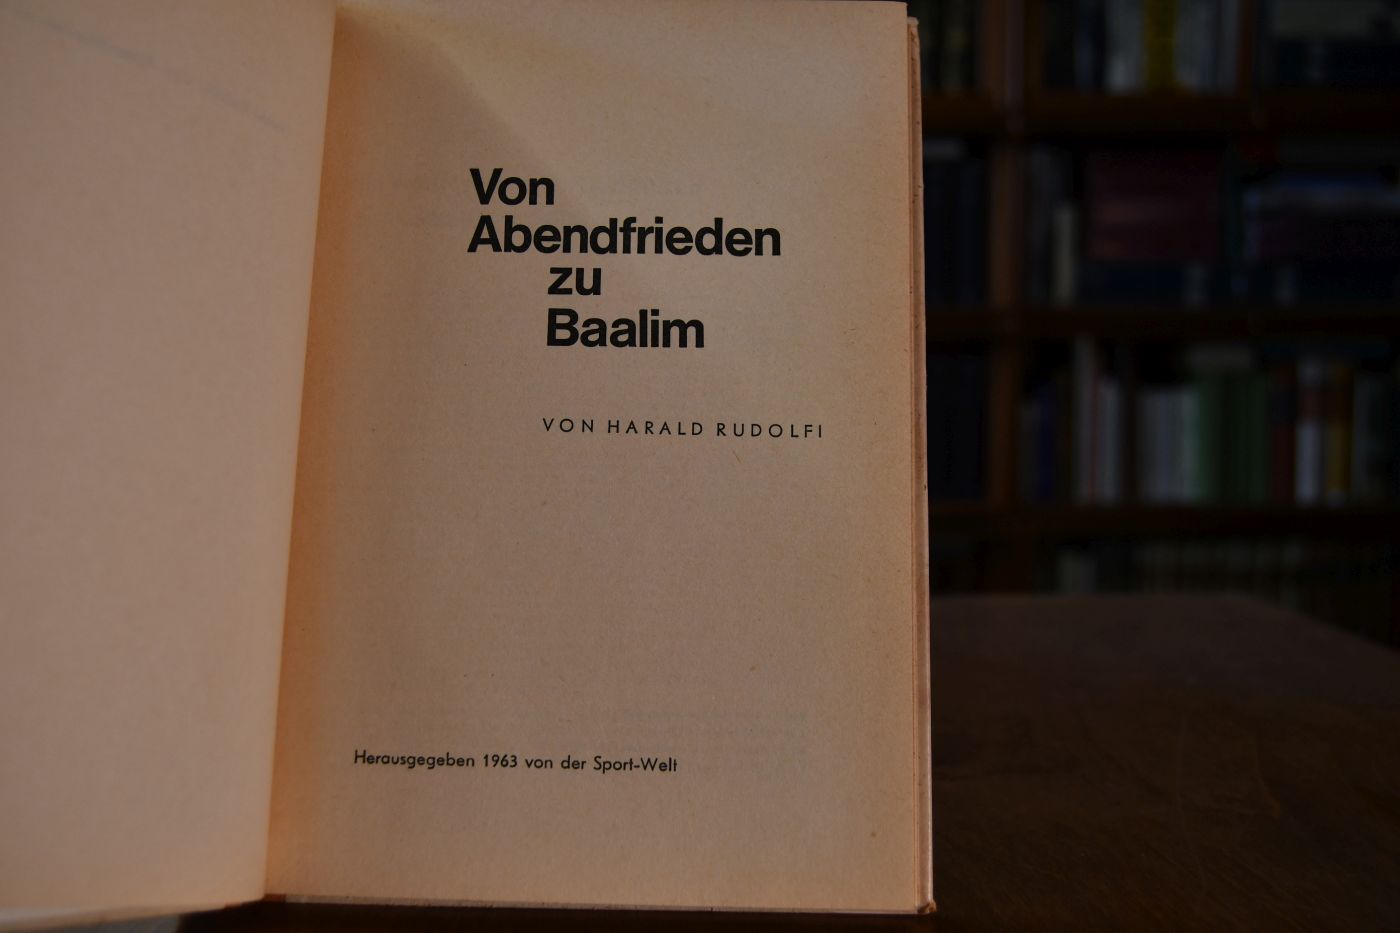 Von
Abendfrieden
zu
Baalim
VON HARALD RUDOLFI
Herausgegeben 1963 von der Sport-Welt